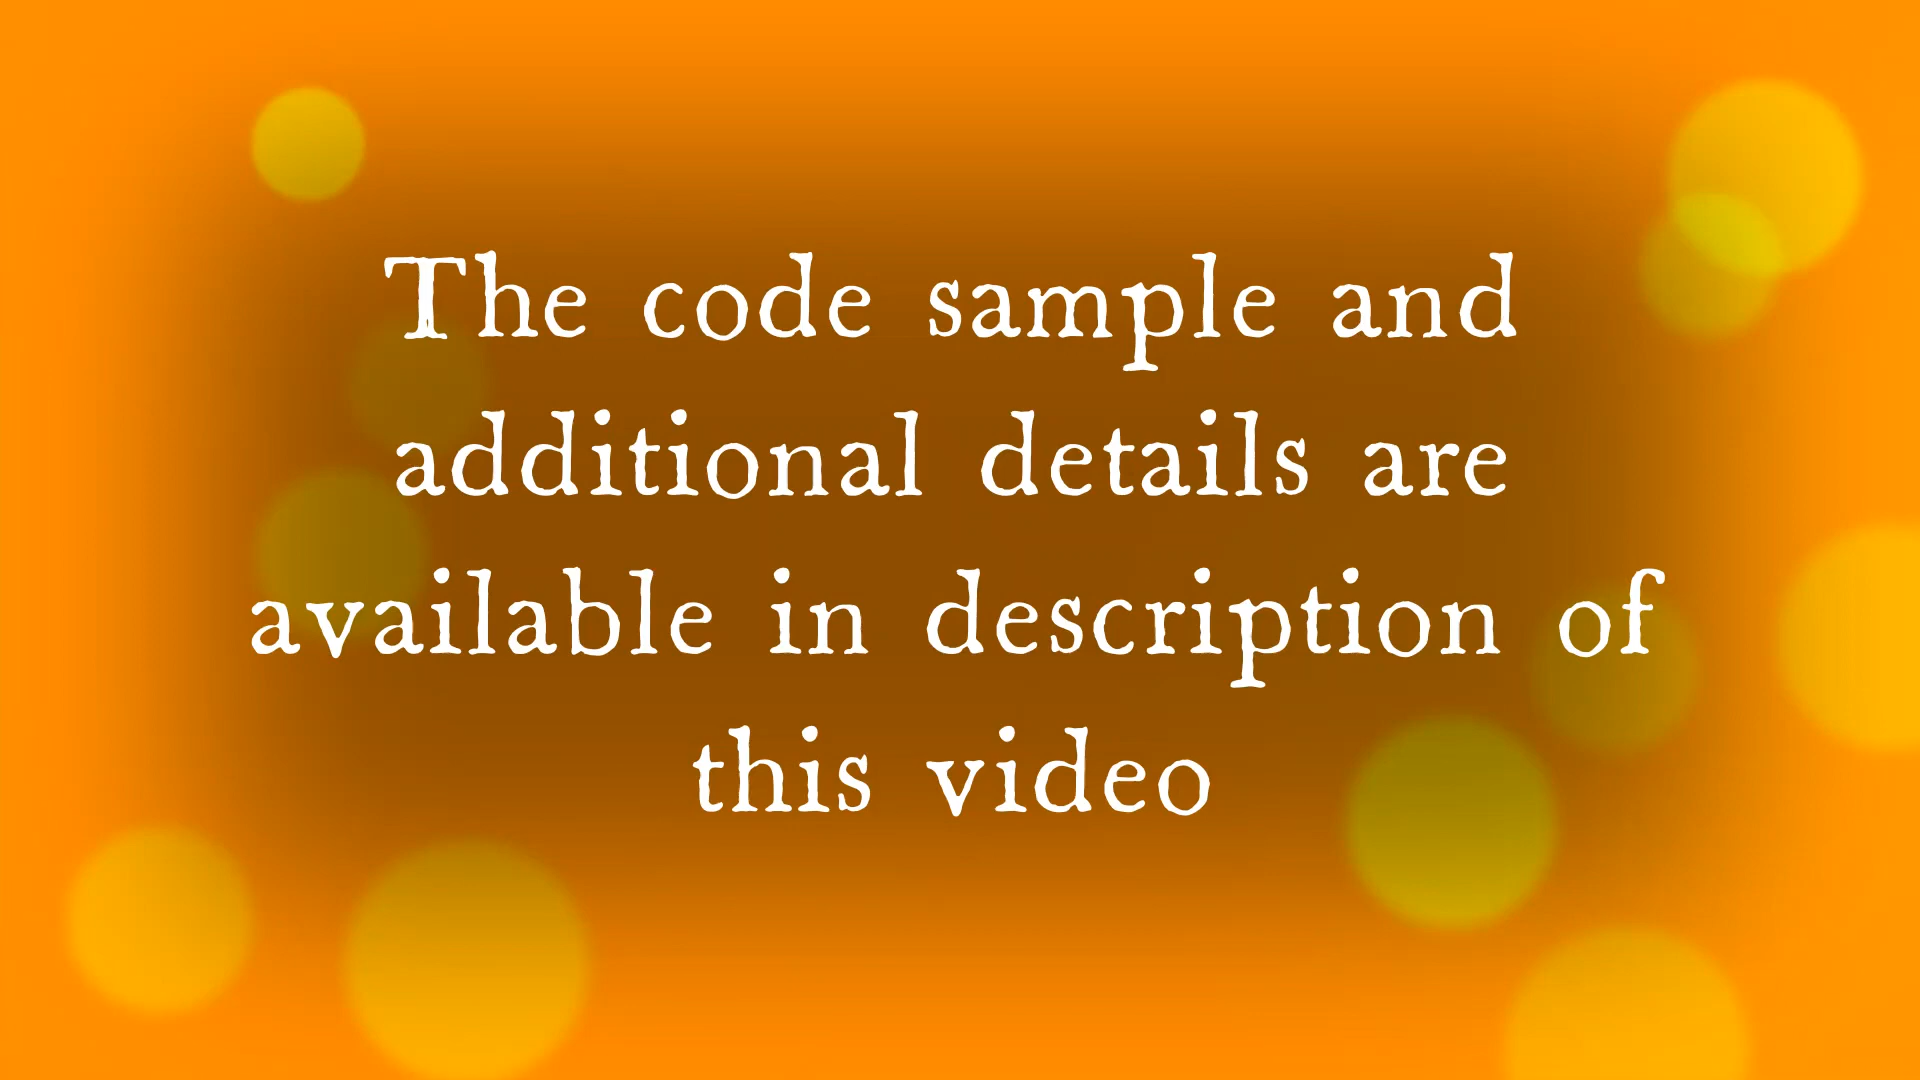 The code sample and
additional details are
available in description of
this video